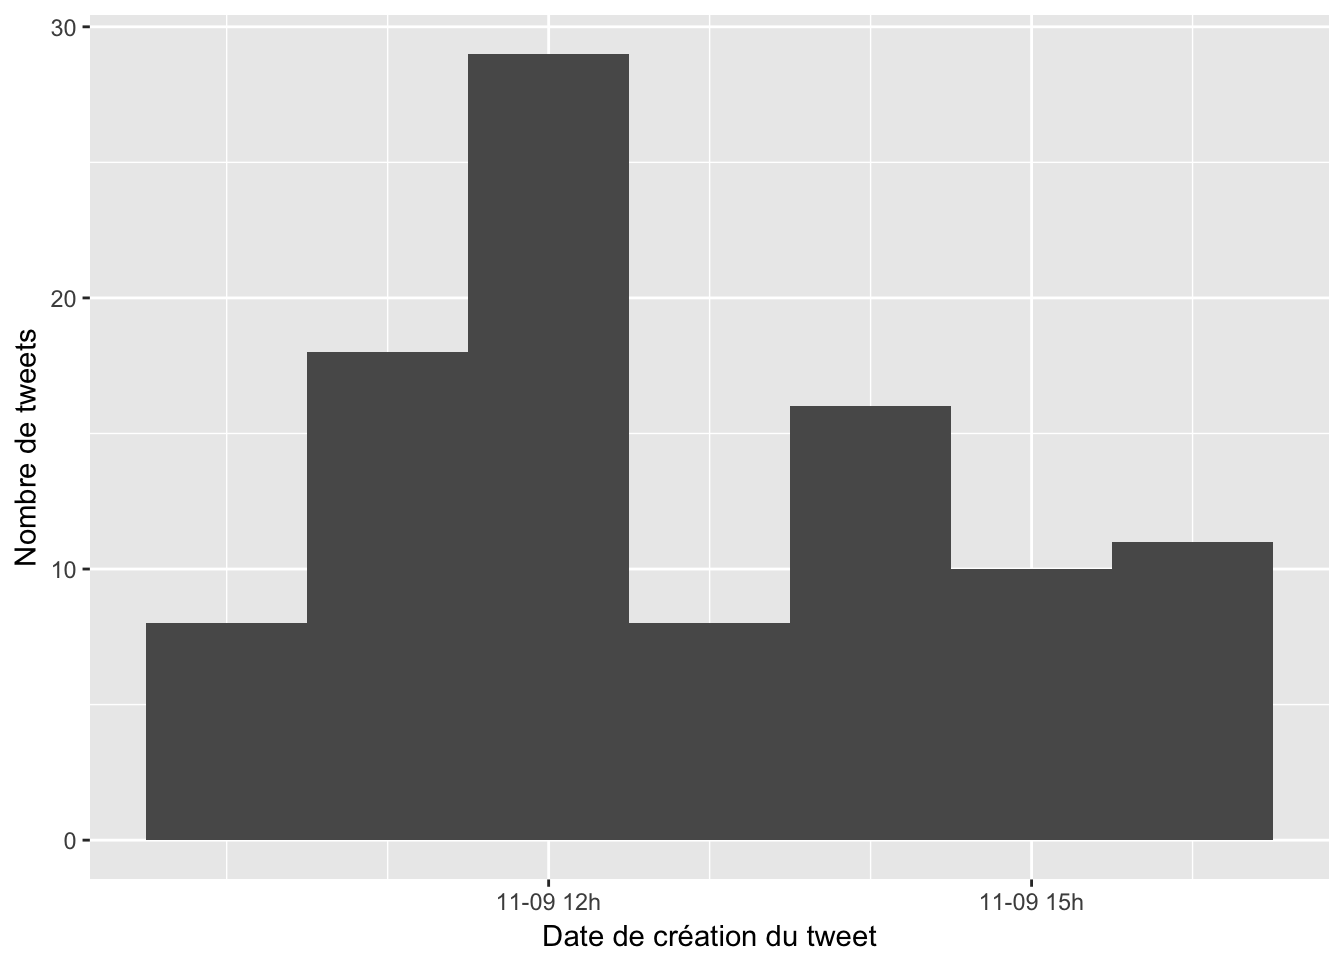 30
20
10
0
Nombre de tweets
11-09 12h
11-09 15h
Date de création du tweet